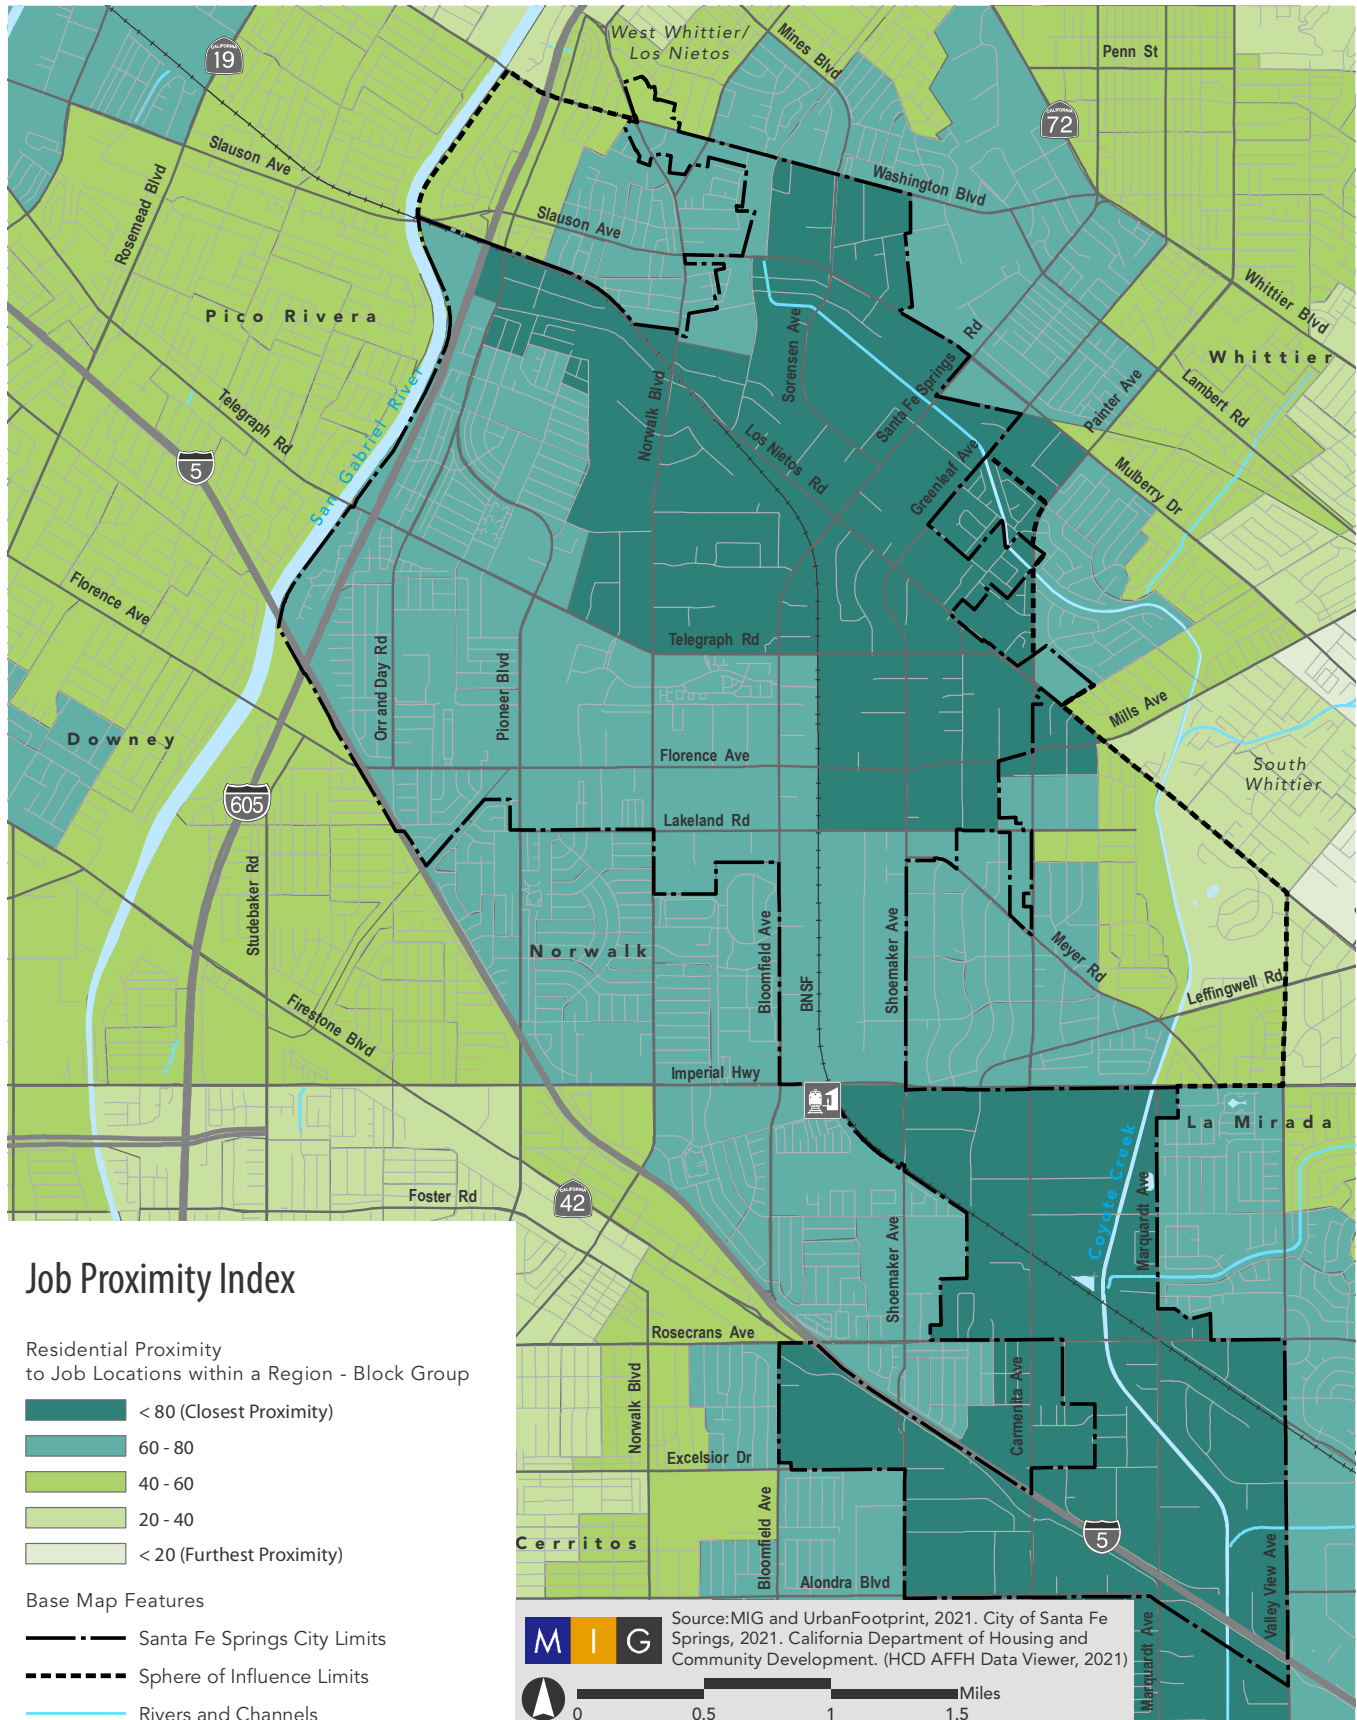 West Whittier/
Los Nietos
Mines Blvd
Penn St
CALIFORNIA
19
CALIFORNIA
72
Slauson Ave
Rosemead Blvd
Washington Blvd
Slauson Ave
Whittier Blvd
Pico Rivera
Whittier
Sorensen Ave
Santa Fe Springs Rd
Painter Ave
Lambert Rd
Telegraph Rd
San Gabriel River
Norwalk Blvd
Los Nietos Rd
Greenleaf Ave
Mulberry Dr
5
Florence Ave
Telegraph Rd
Orr and Day Rd
Pioneer Blvd
Mills Ave
Downey
Florence Ave
South
Whittier
605
Lakeland Rd
Studebaker Rd
Norwalk
Bloomfield Ave
BNSF
Shoemaker Ave
Meyer Rd
Leffingwell Rd
Firestone Blvd
Imperial Hwy
La Mirada
Coyote Creek
Marquardt Ave
Foster Rd
CALIFORNIA
42
Shoemaker Ave
Rosecrans Ave
Norwalk Blvd
Carmenita Ave
Excelsior Dr
Bloomfield Ave
5
Cerritos
Alondra Blvd
Valley View Ave
Marquardt Ave
Job Proximity Index
Residential Proximity
to Job Locations within a Region - Block Group
< 80 (Closest Proximity)
60 - 80
40 - 60
20 - 40
< 20 (Furthest Proximity)
Base Map Features
Santa Fe Springs City Limits
Sphere of Influence Limits
Rivers and Channels
M I G
Source:MIG and UrbanFootprint, 2021. City of Santa Fe
Springs, 2021. California Department of Housing and
Community Development. (HCD AFFH Data Viewer, 2021)
Miles
0 0.5 1 1.5